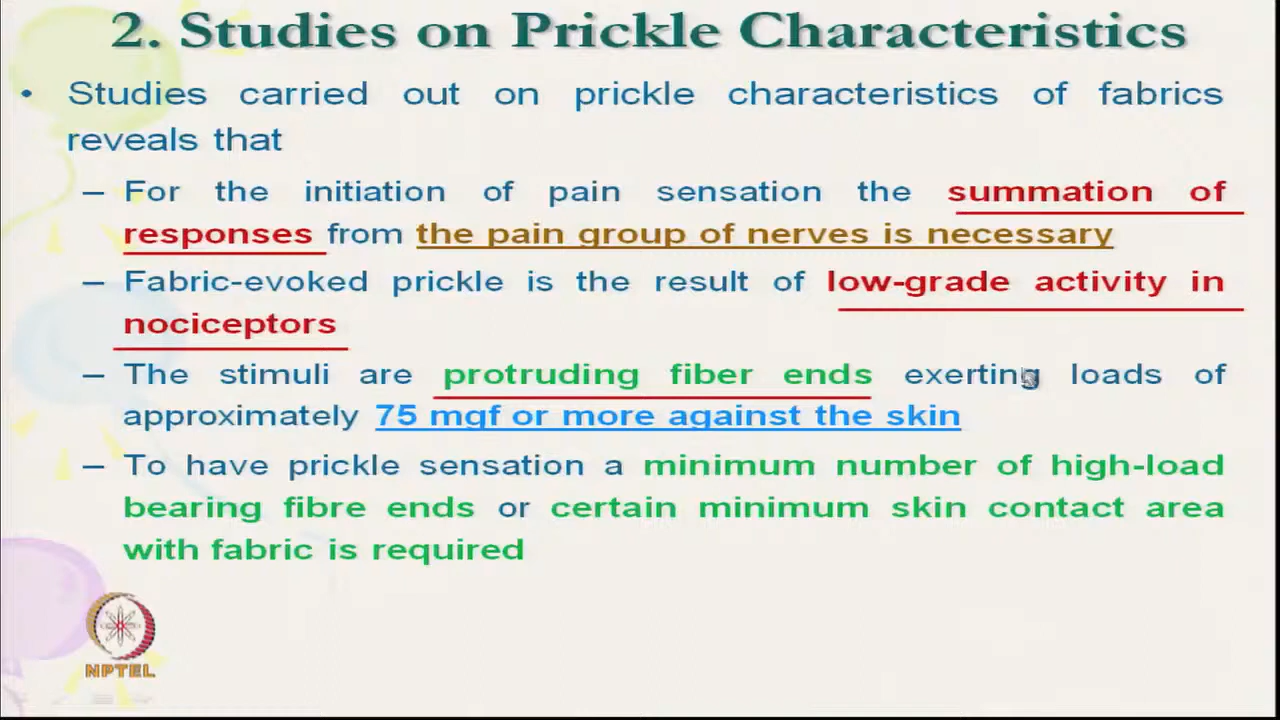 2. Studies on Prickle Characteristics
• Studies carried out on prickle characteristics of fabrics
reveals that
– For the initiation of pain sensation the summation of
responses from the pain group of nerves is necessary
– Fabric-evoked prickle is the result of low-grade activity in
nociceptors
– The stimuli are protruding fiber ends exerting loads of
approximately 75 mgf or more against the skin
– To have prickle sensation a minimum number of high-load
bearing fibre ends or certain minimum skin contact area
with fabric is required
NPTEL